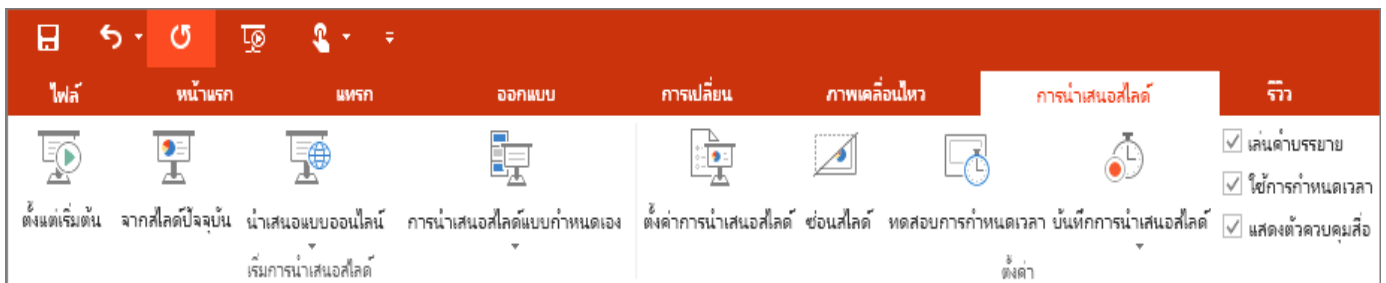 ไฟล์ หน้าแรก แทรก ออกแบบ การเปลี่ยน ภาพเคลื่อนไหว การนำเสนอสไลด์ รีวิว
ตั้งแต่เริ่มต้น จากสไลด์ปัจจุบัน นำเสนอแบบออนไลน์ การนำเสนอสไลด์แบบกำหนดเอง
เริ่มการนำเสนอสไลด์
ตั้งค่าการนำเสนอสไลด์ ซ่อนสไลด์ ทดสอบการกำหนดเวลา บันทึกการนำเสนอสไลด์
เล่นคำบรรยาย
ใช้การกำหนดเวลา
แสดงตัวควบคุมสื่อ
ตั้งค่า